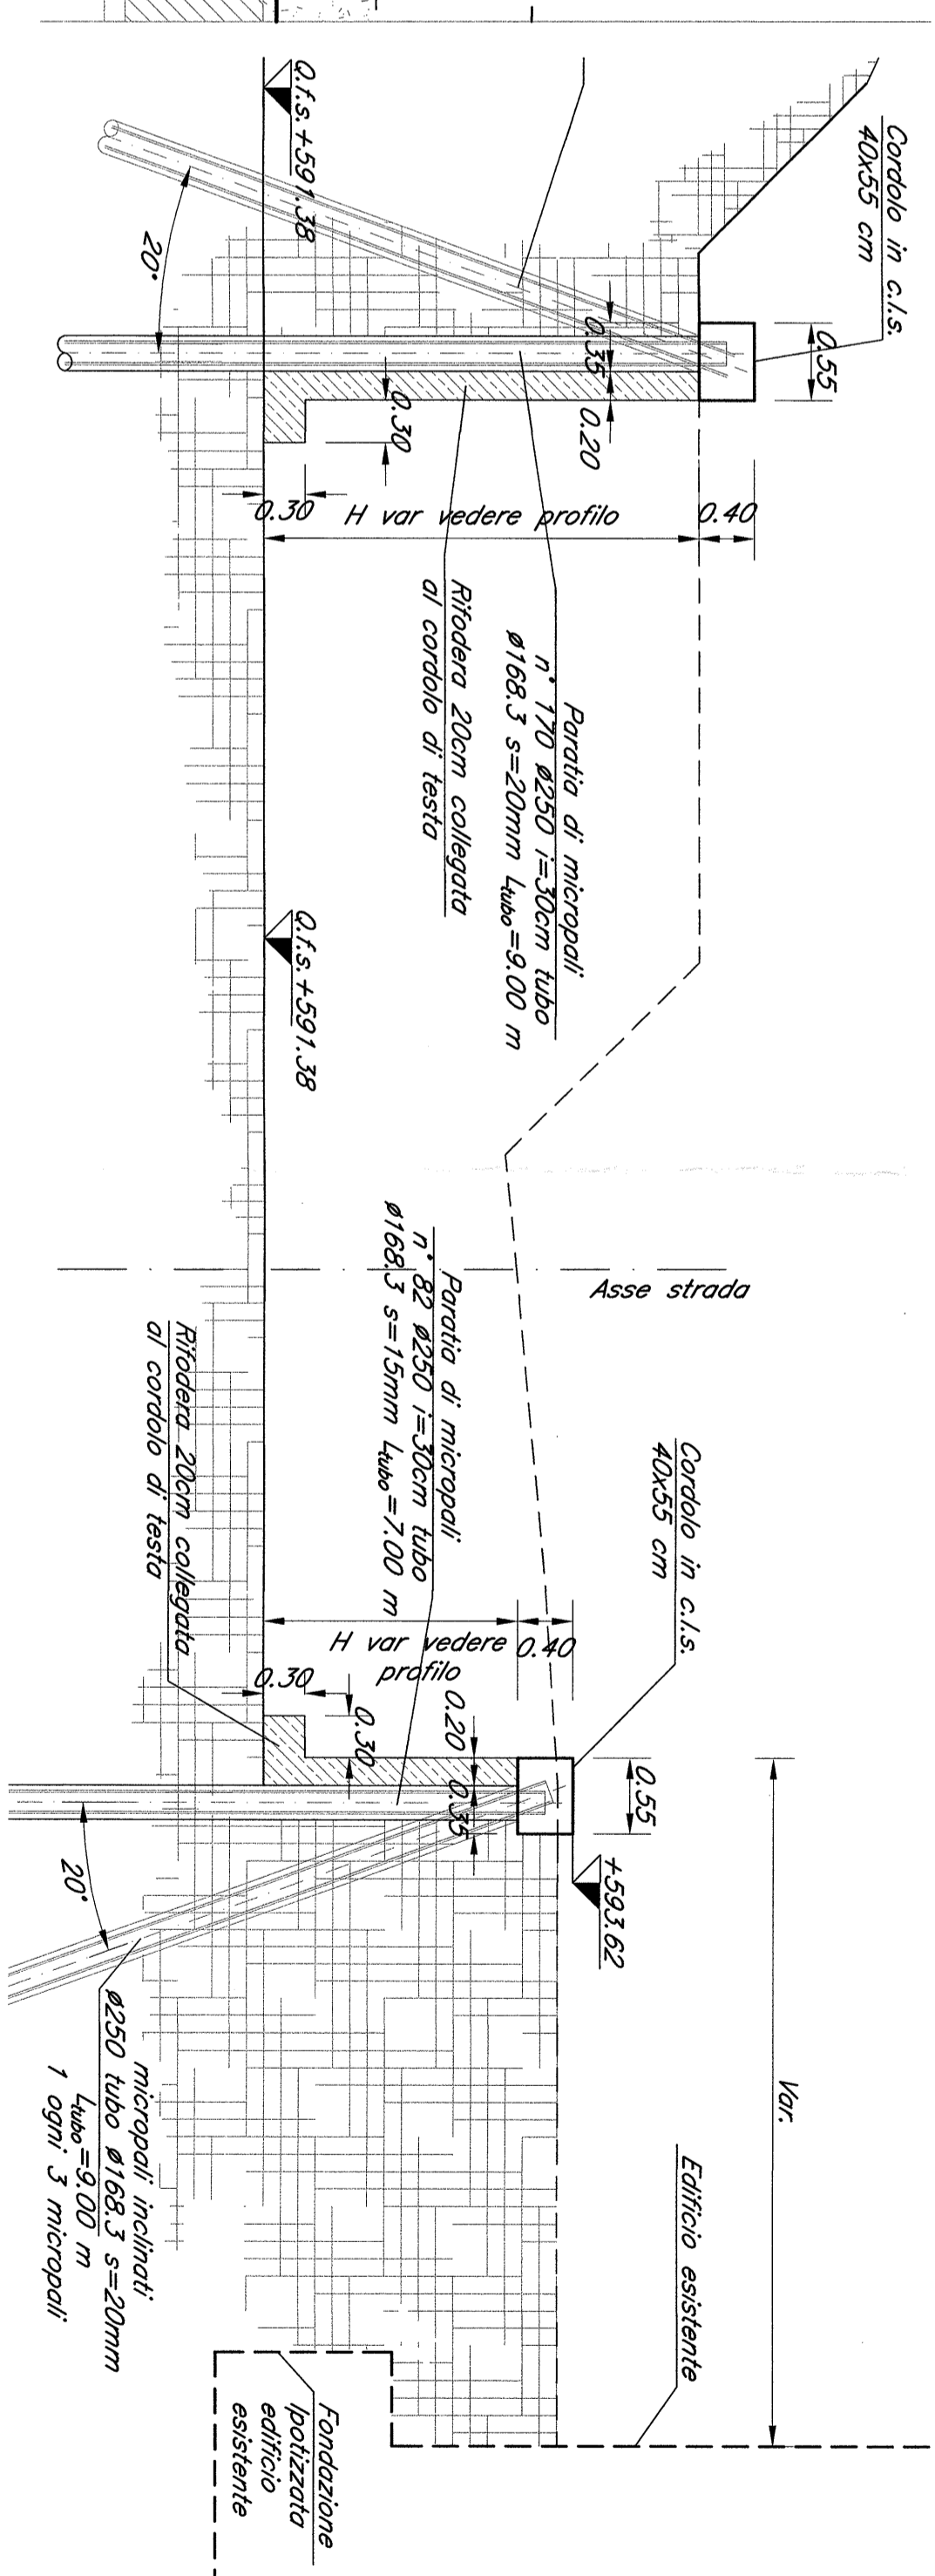 Cordolo in c.l.s.
40x55 cm
Q.f.s. +591.38
20°
0.55
0.35
0.20
0.30
0.30
H var vedere profilo
0.40
Paratia di micropali
n° 170 ø250 i=30cm tubo
ø168.3 s=20mm Ltubo=9.00 m
Rifodera 20cm collegata
al cordolo di testa
Q.f.s. +591.38
Asse strada
Paratia di micropali
n° 82 ø250 i=30cm tubo
ø168.3 s=15mm Ltubo=7.00 m
Rifodera 20cm collegata
al cordolo di testa
Cordolo in c.l.s.
40x55 cm
H var vedere
profilo
0.40
0.30
0.30
0.20
0.35
0.55
+593.62
20°
micropali inclinati
ø250 tubo ø168.3 s=20mm
Ltubo=9.00 m
1 ogni 3 micropali
Var.
Edificio esistente
Fondazione
Ipotizzata
edificio
esistente